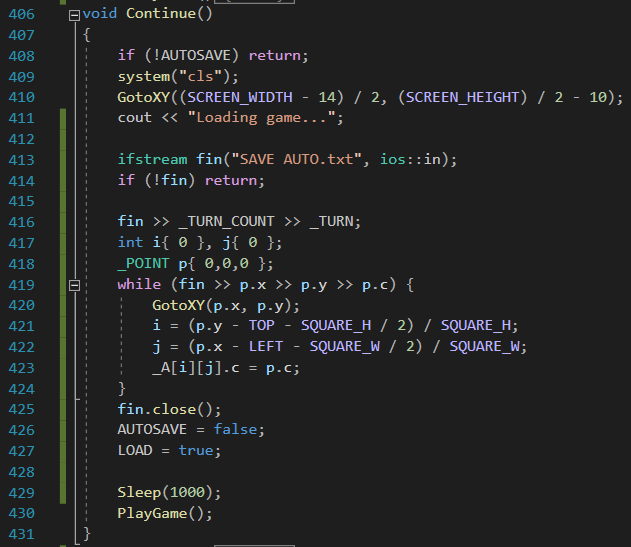 406 void Continue()
407 {
408 if (!AUTOSAVE) return;
409 system("cls");
410 GotoXY((SCREEN_WIDTH - 14) / 2, (SCREEN_HEIGHT) / 2 - 10);
411 cout << "Loading game...";
412
413 ifstream fin("SAVE AUTO.txt", ios::in);
414 if (!fin) return;
415
416 fin >> _TURN_COUNT >> _TURN;
417 int i{ 0 }, j{ 0 };
418 _POINT p{ 0,0,0 };
419 while (fin >> p.x >> p.y >> p.c) {
420 GotoXY(p.x, p.y);
421 i = (p.y - TOP - SQUARE_H / 2) / SQUARE_H;
422 j = (p.x - LEFT - SQUARE_W / 2) / SQUARE_W;
423 _A[i][j].c = p.c;
424 }
425 fin.close();
426 AUTOSAVE = false;
427 LOAD = true;
428
429 Sleep(1000);
430 PlayGame();
431 }